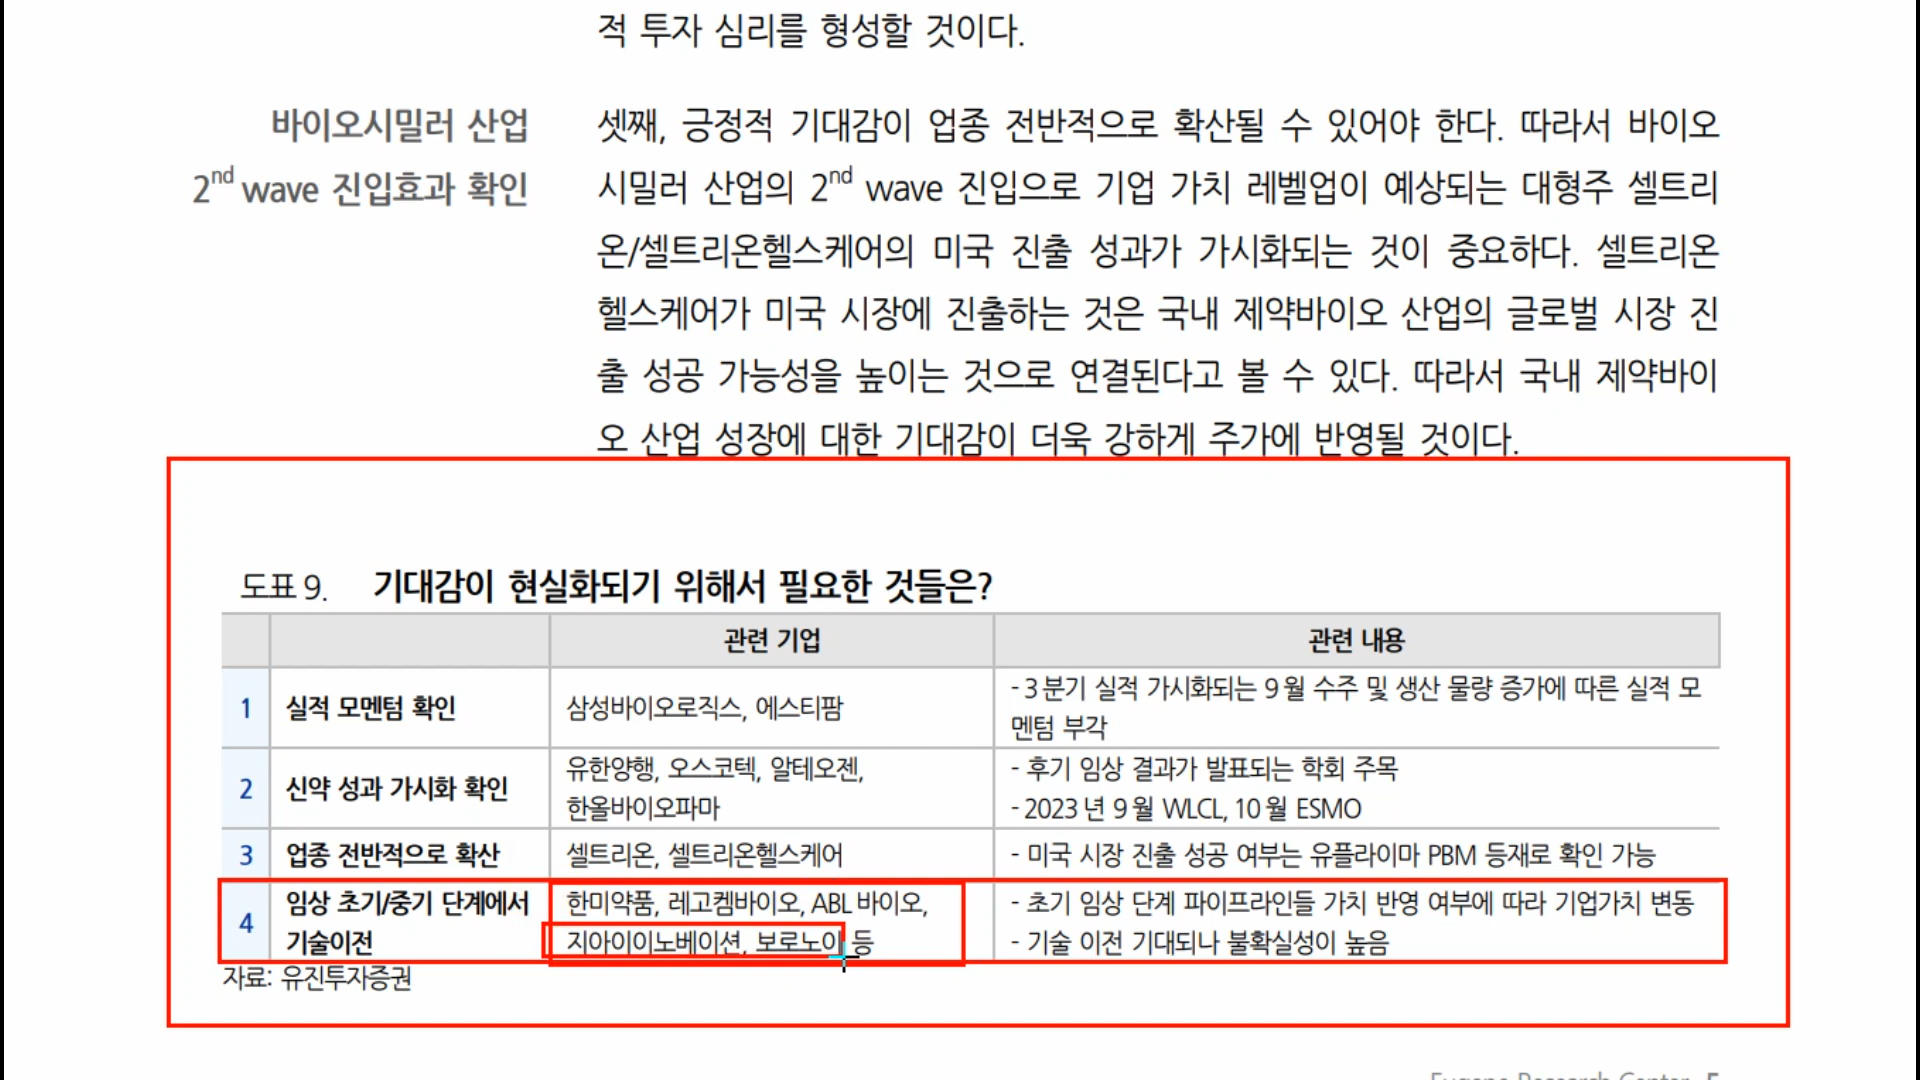 적 투자 심리를 형성할 것이다.
바이오시밀러 산업
2nd wave 진입효과 확인
셋째, 긍정적 기대감이 업종 전반적으로 확산될 수 있어야 한다. 따라서 바이오
시밀러 산업의 2nd wave 진입으로 기업 가치 레벨업이 예상되는 대형주 셀트리
온/셀트리온헬스케어의 미국 진출 성과가 가시화되는 것이 중요하다. 셀트리온
헬스케어가 미국 시장에 진출하는 것은 국내 제약바이오 산업의 글로벌 시장 진
출 성공 가능성을 높이는 것으로 연결된다고 볼 수 있다. 따라서 국내 제약바이
오 산업 성장에 대한 기대감이 더욱 강하게 주가에 반영될 것이다.
도표 9. 기대감이 현실화되기 위해서 필요한 것들은?
관련 기업 관련 내용
1 실적 모멘텀 확인 삼성바이오로직스, 에스티팜 - 3분기 실적 가시화되는 9월 수주 및 생산 물량 증가에 따른 실적 모
멘텀 부각
2 신약 성과 가시화 확인 유한양행, 오스코텍, 알테오젠, - 후기 임상 결과가 발표되는 학회 주목
한올바이오파마 - 2023년 9월 WLCL, 10월 ESMO
3 업종 전반적으로 확산 셀트리온, 셀트리온헬스케어 - 미국 시장 진출 성공 여부는 유플라이마 PBM 등재로 확인 가능
4 임상 초기/중기 단계에서 한미약품, 레고켐바이오, ABL바이오, - 초기 임상 단계 파이프라인들 가치 반영 여부에 따라 기업가치 변동
기술이전 지아이이노베이션, 보로노이 등 - 기술 이전 기대되나 불확실성이 높음
자료: 유진투자증권
Eugene Research Center 5